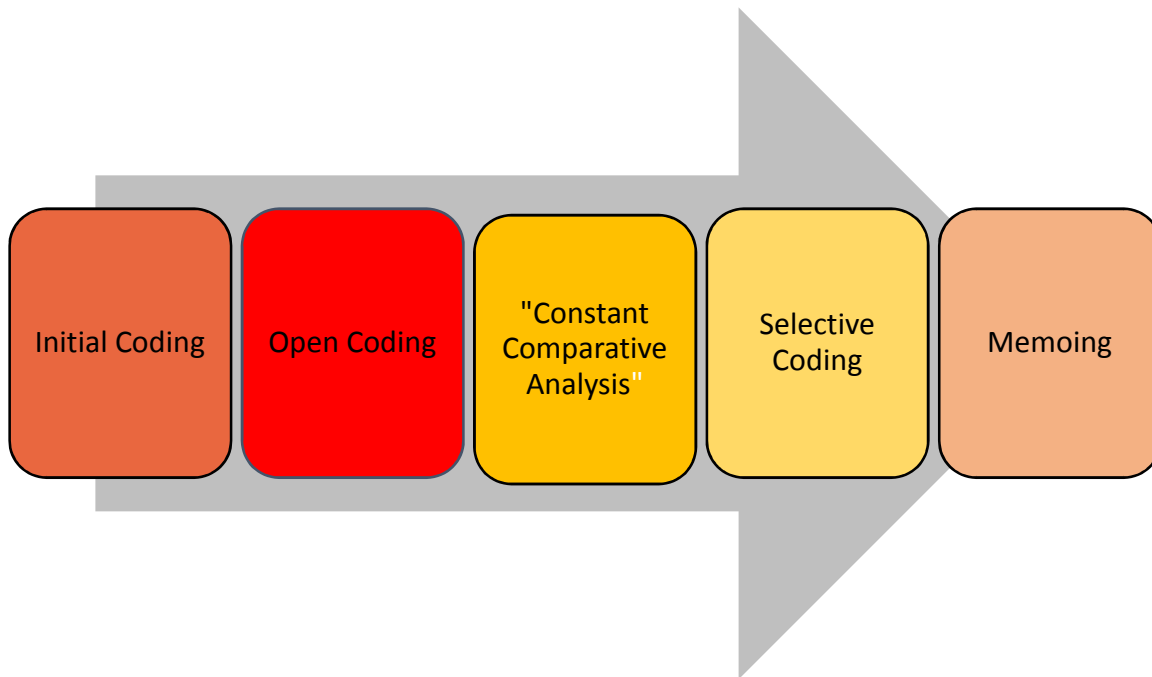 Initial Coding
Open Coding
"Constant
Comparative
Analysis"
Selective
Coding
Memoing